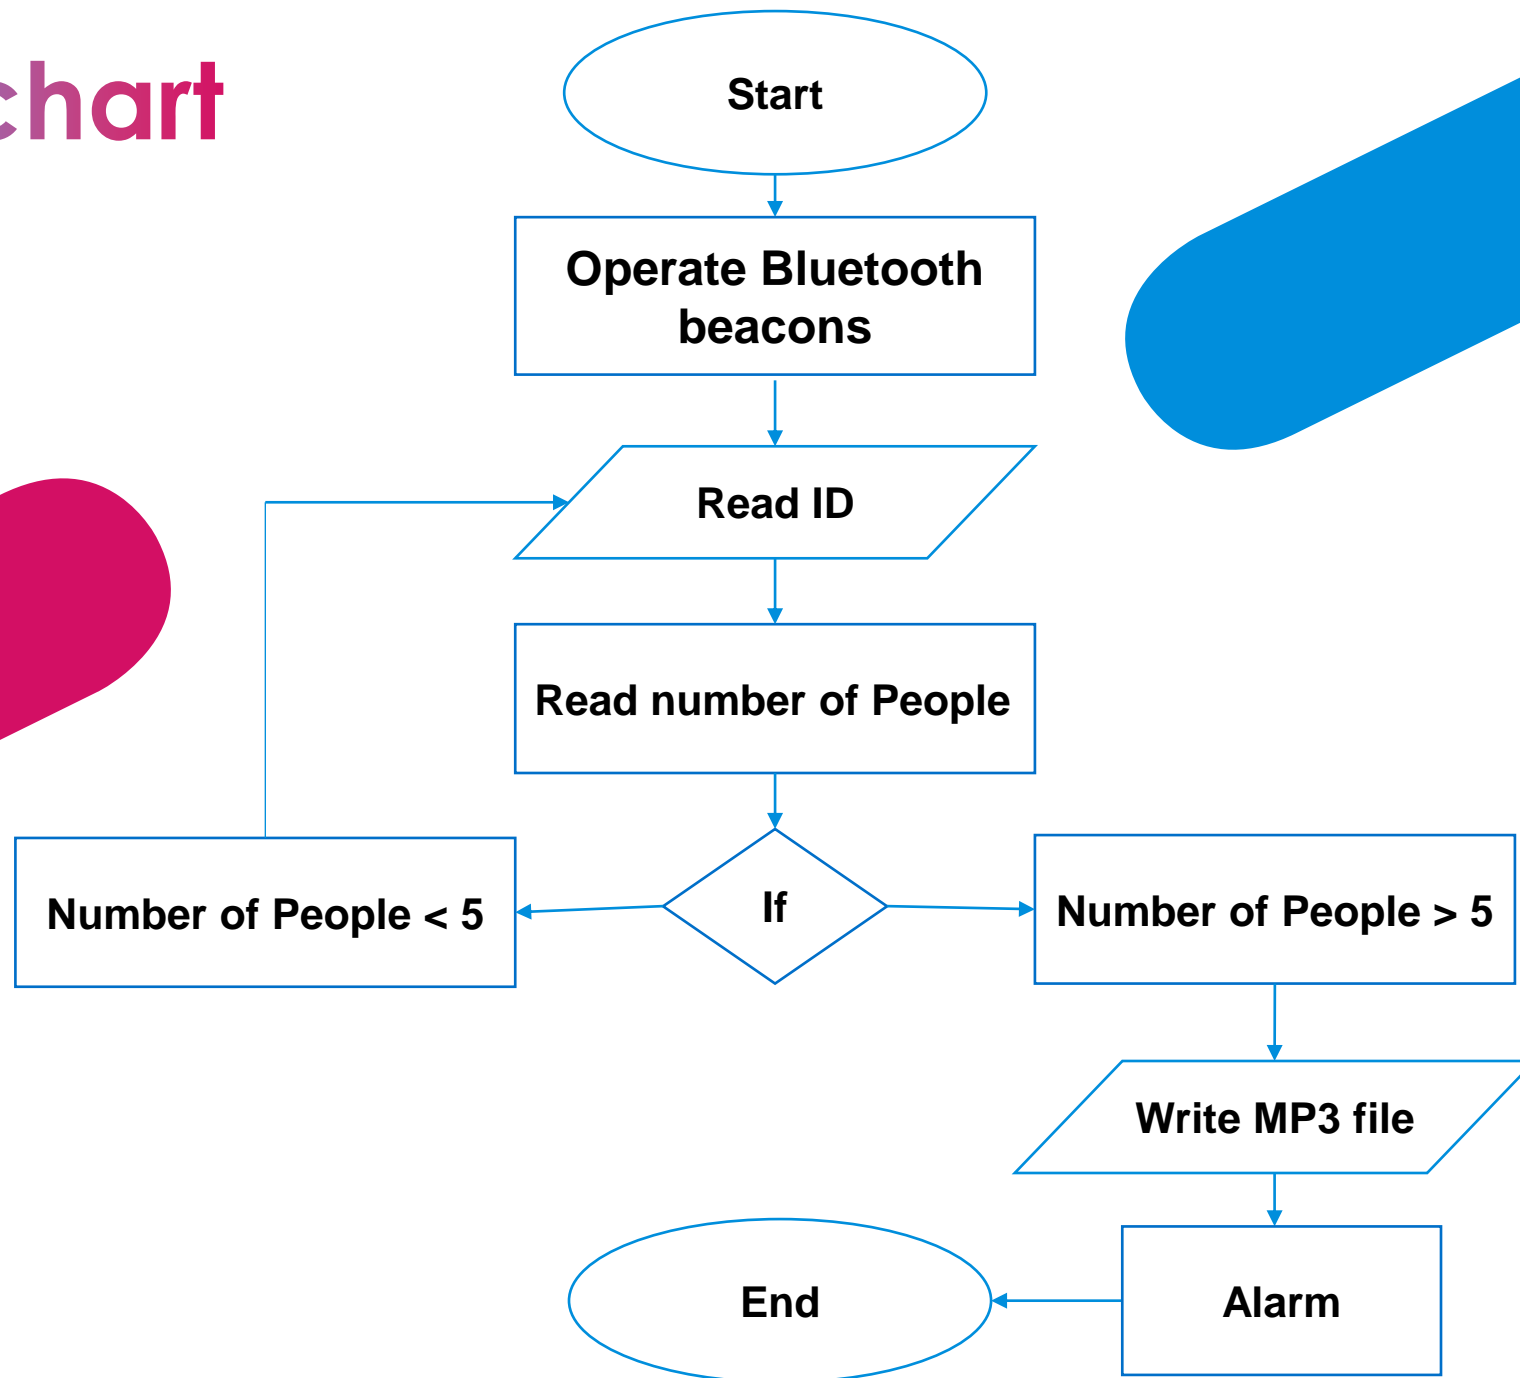 chart
Start
Operate Bluetooth
beacons
Read ID
Read number of People
Number of People < 5
If
Number of People > 5
Write MP3 file
End
Alarm